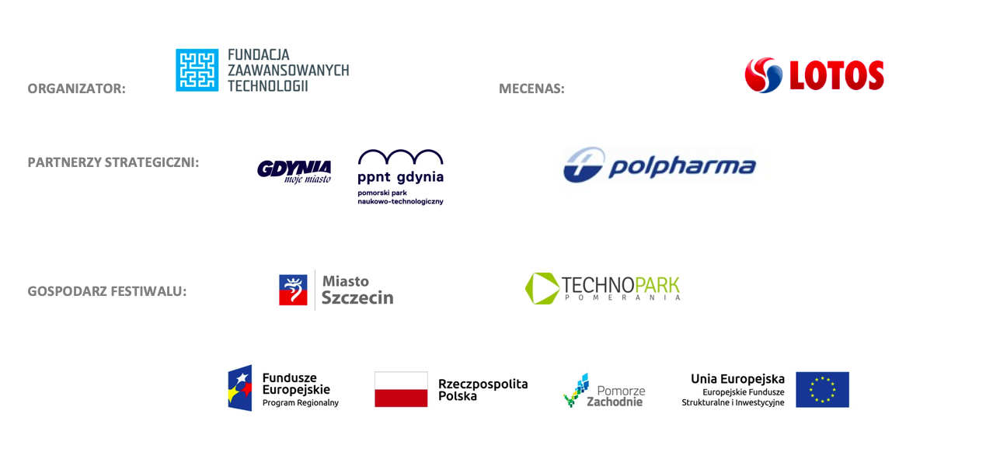 ORGANIZATOR:
FUNDACJA
ZAAWANSOWANYCH
TECHNOLOGII
MECENAS:
LOTOS
PARTNERZY STRATEGICZNI:
GDYNIA
moje miasto
ppnt gdynia
pomorski park
naukowo-technologiczny
polpharma
GOSPODARZ FESTIWALU:
Miasto
Szczecin
TECHNOPARK
POMERANIA
Fundusze
Europejskie
Program Regionalny
Rzeczpospolita
Polska
Pomorze
Zachodnie
Unia Europejska
Europejskie Fundusze
Strukturalne i Inwestycyjne